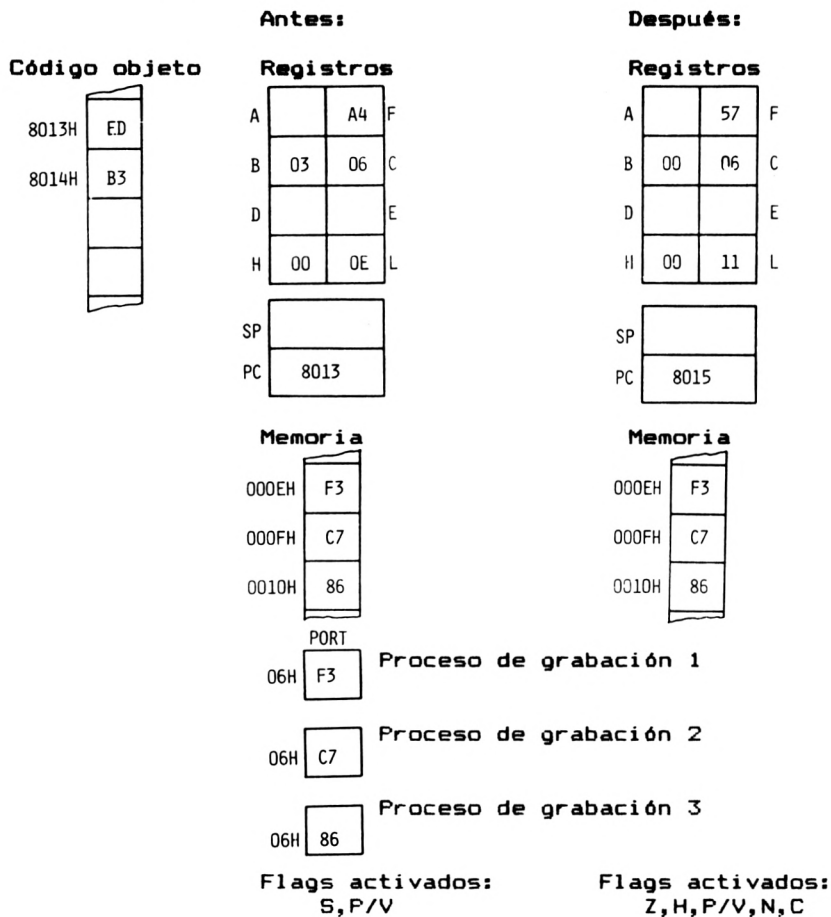 Antes: Después:
Código objeto Registros Registros
8013H ED A A4 F A 57 F
8014H B3 B 03 06 C B 00 06 C
D E D E
H 00 0E L H 00 11 L
SP SP
PC 8013 PC 8015
Memoria Memoria
000EH F3 000EH F3
000FH C7 000FH C7
0010H 86 0010H 86
PORT
06H F3 Proceso de grabación 1
06H C7 Proceso de grabación 2
06H 86 Proceso de grabación 3
Flags activados: Flags activados:
S,P/V Z,H,P/V,N,C